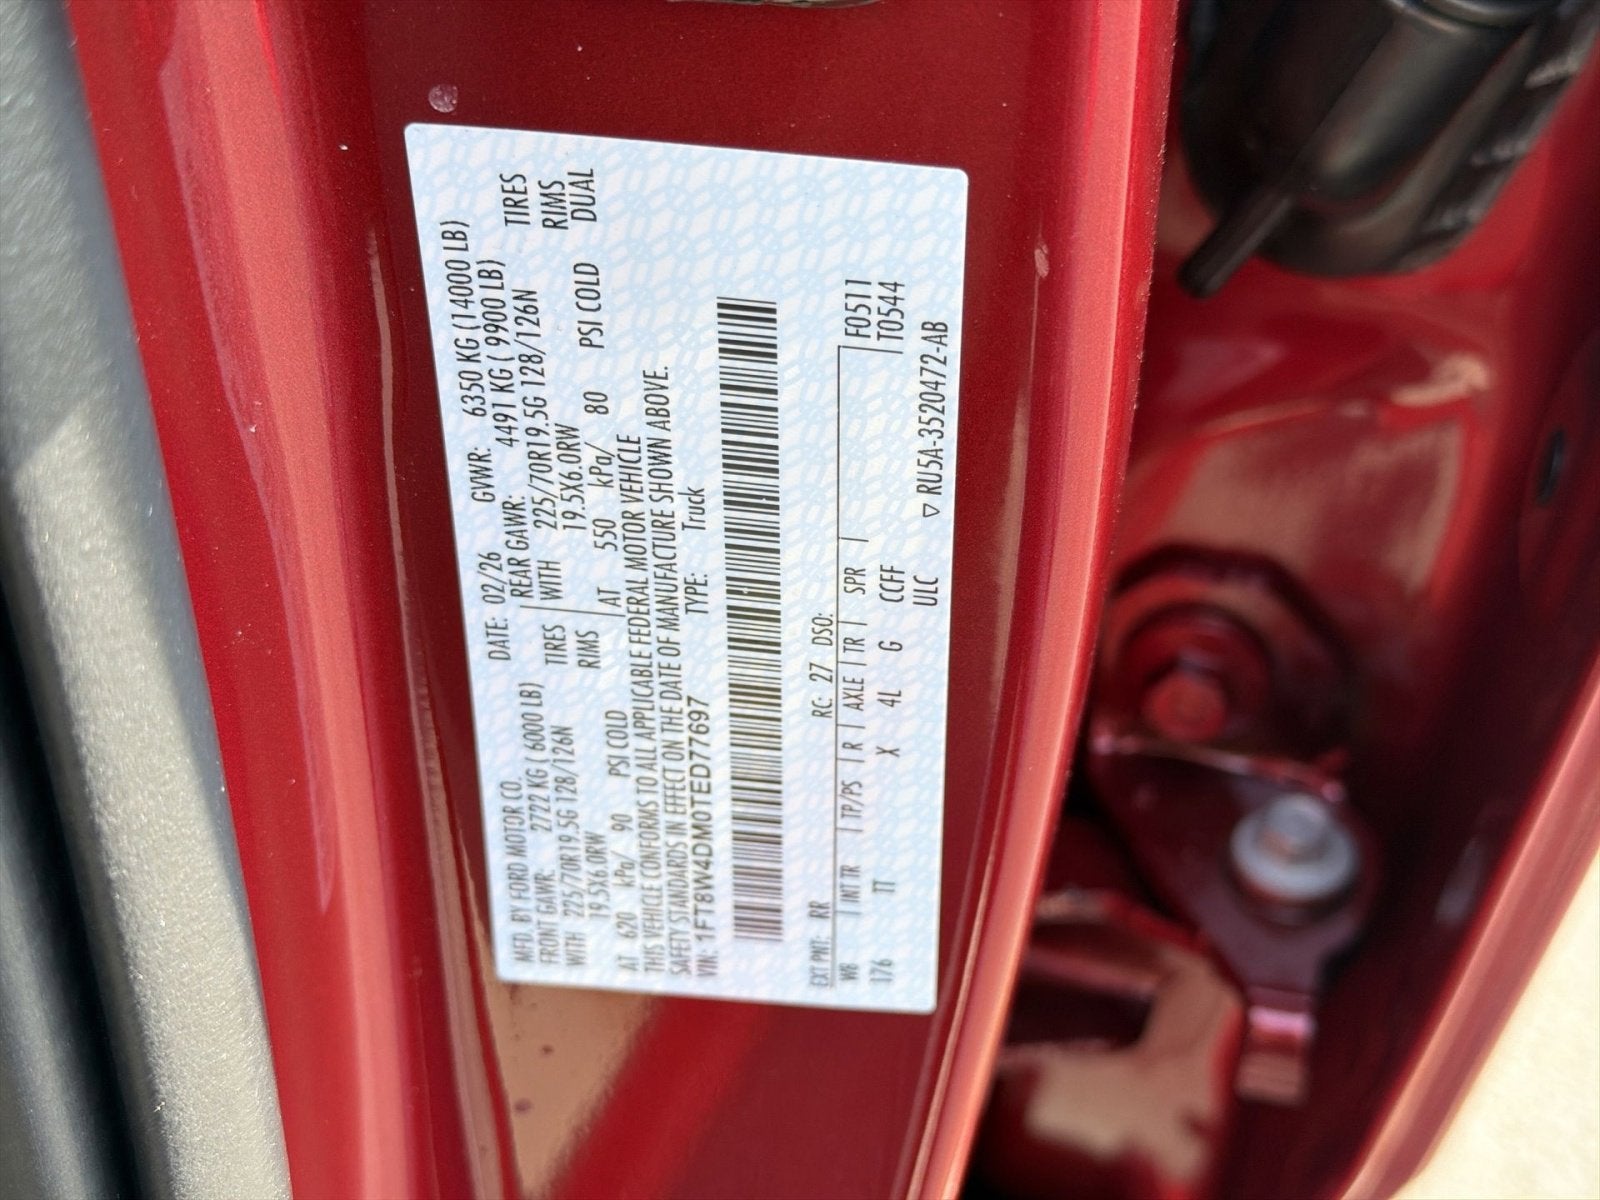 MFD. BY FORD MOTOR CO.
DATE: 02/26 GVWR: 6350 KG (14000 LB)
FRONT GAWR: 2722 KG ( 6000 LB)
REAR GAWR: 4491 KG ( 9900 LB)
WITH 225/70R19.5G 128/126N TIRES
WITH 225/70R19.5G 128/126N TIRES
19.5X6.0RW RIMS
19.5X6.0RW RIMS
AT 620 kPa/ 90 PSI COLD
AT 550 kPa/ 80 PSI COLD DUAL
THIS VEHICLE CONFORMS TO ALL APPLICABLE FEDERAL MOTOR VEHICLE
SAFETY STANDARDS IN EFFECT ON THE DATE OF MANUFACTURE SHOWN ABOVE.
VIN: 1FT8W4DM0TED77697 TYPE: Truck
EXT PNT: RR RC: 27 DSO: F0511
WB INT TR TP/PS R AXLE TR SPR T0544
176 TT X 4L G CCFF
ULC ▽ RU5A-3520472-AB